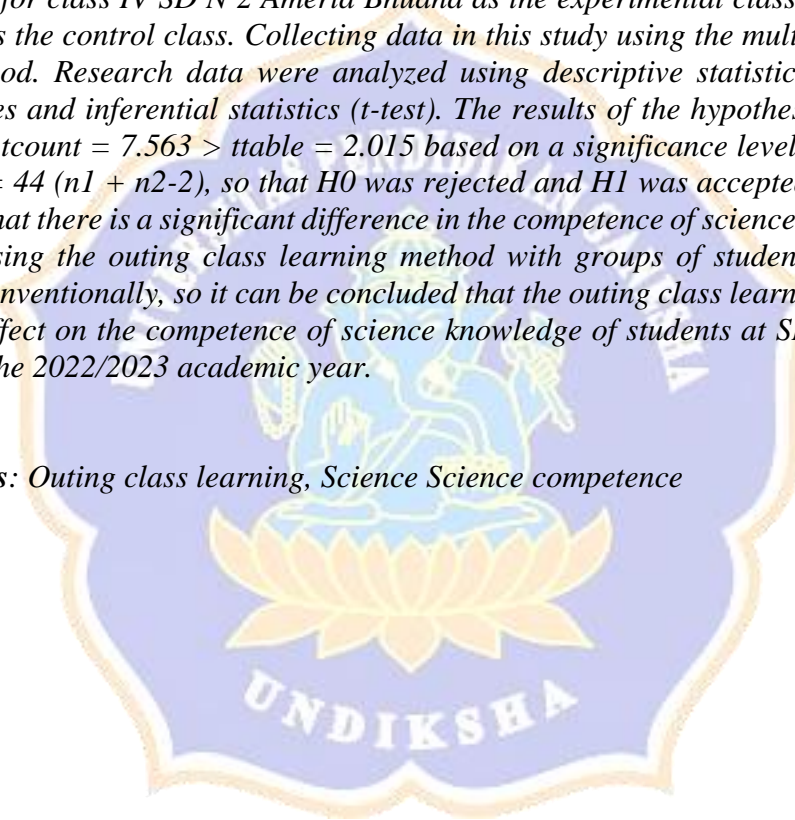 for class IV SD N 2 Amerta Bhuana as the experimental class
the control class. Collecting data in this study using the mult
od. Research data were analyzed using descriptive statistic
es and inferential statistics (t-test). The results of the hypothes
tcount = 7.563 > ttable = 2.015 based on a significance level
= 44 (n1 + n2-2), so that H0 was rejected and H1 was accepted
hat there is a significant difference in the competence of science
sing the outing class learning method with groups of studen
nventionally, so it can be concluded that the outing class learn
ffect on the competence of science knowledge of students at S
he 2022/2023 academic year.
s: Outing class learning, Science Science competence
UNIVERSITAS PENDIDIKAN GANESHA
UNDIKSHA